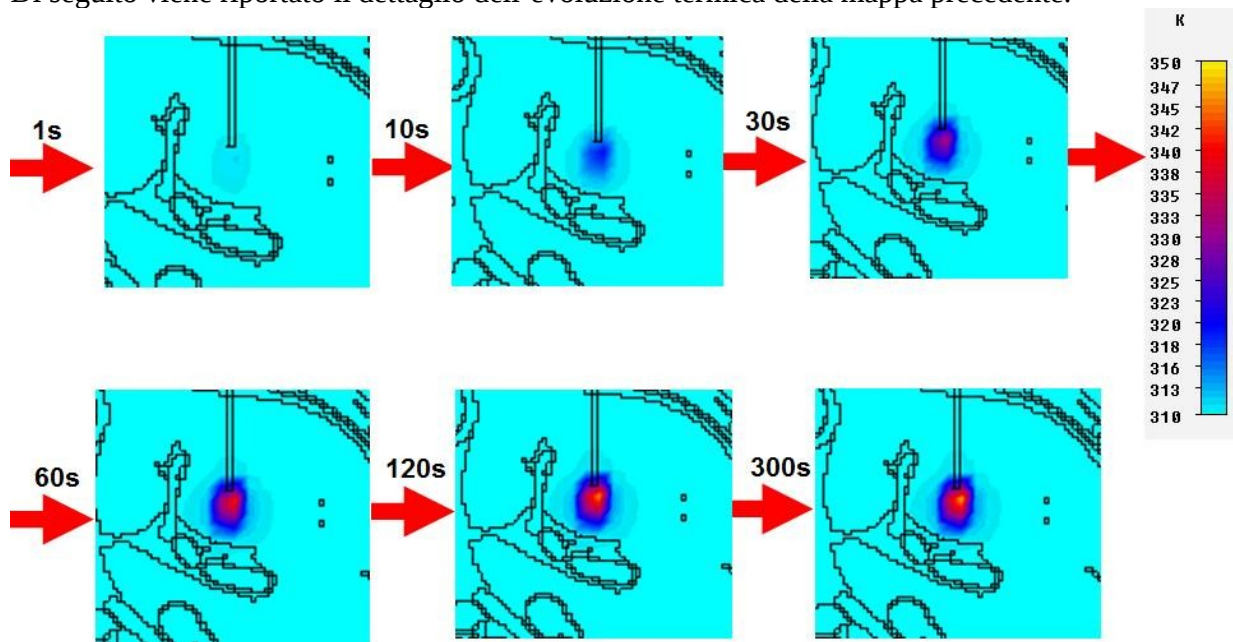 Di seguito viene riportato il dettaglio dell'evoluzione termica della mappa precedente.
K
1s
10s
30s
350
347
345
342
340
338
335
333
330
328
325
323
320
318
316
313
310
60s
120s
300s